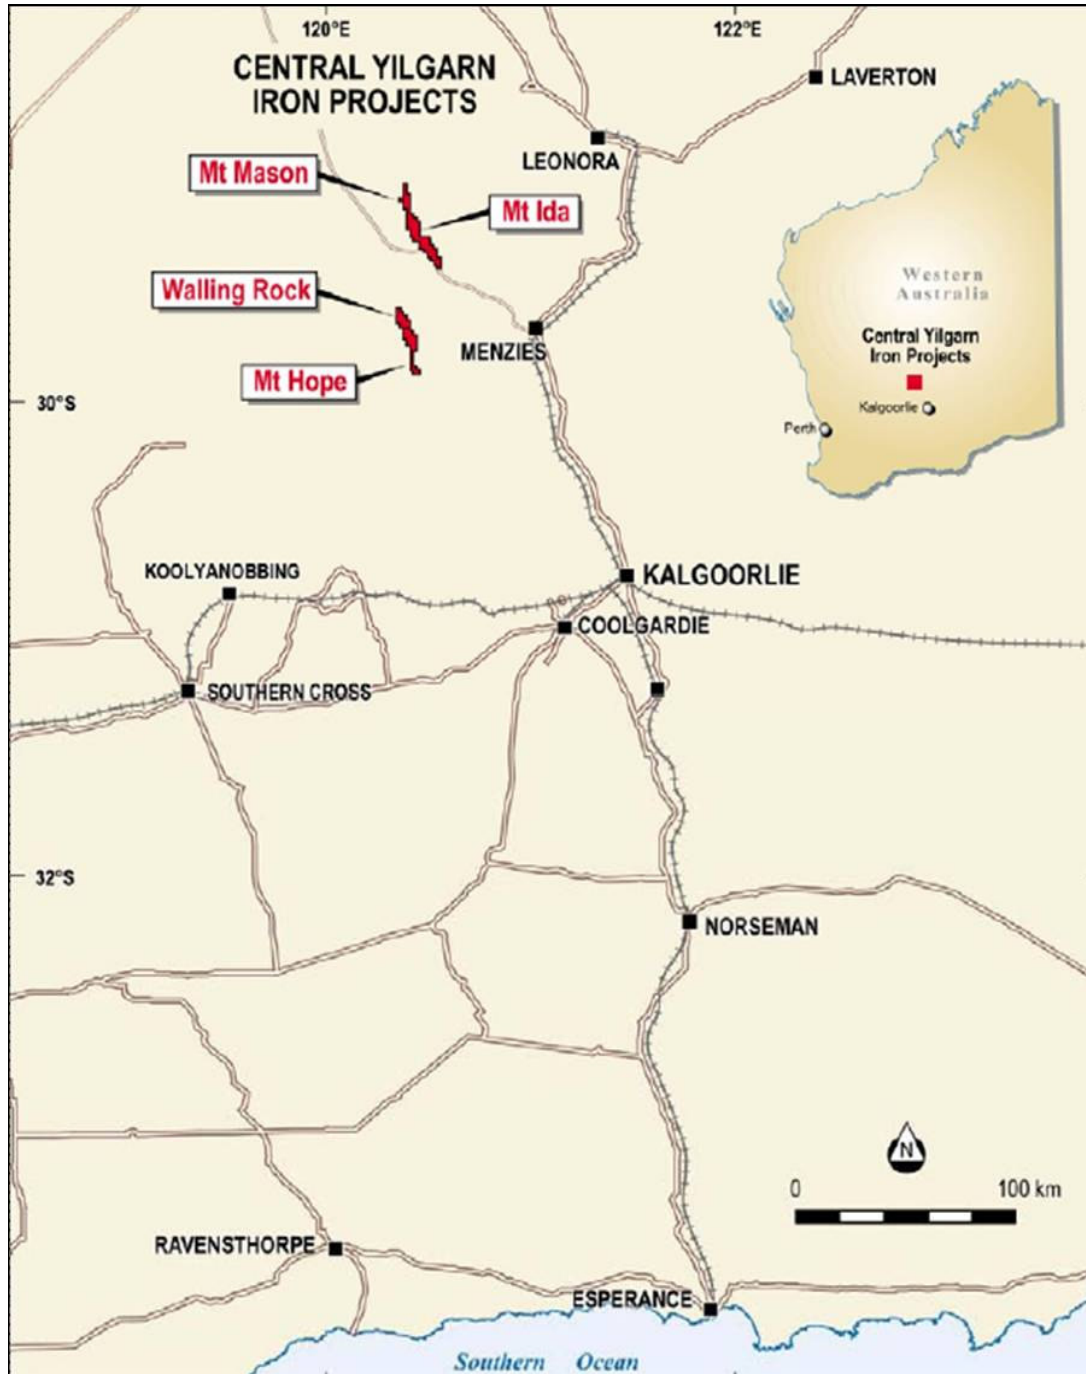 120°E
122°E
CENTRAL YILGARN
IRON PROJECTS
LAVERTON
LEONORA
Mt Mason
Mt Ida
Walling Rock
MENZIES
Mt Hope
30°S
Western
Australia
Central Yilgarn
Iron Projects
Kalgoorlie
Perth
KOOLYANOBBING
KALGOORLIE
COOLGARDIE
SOUTHERN CROSS
32°S
NORSEMAN
N
0 100 km
RAVENSTHORPE
ESPERANCE
Southern Ocean